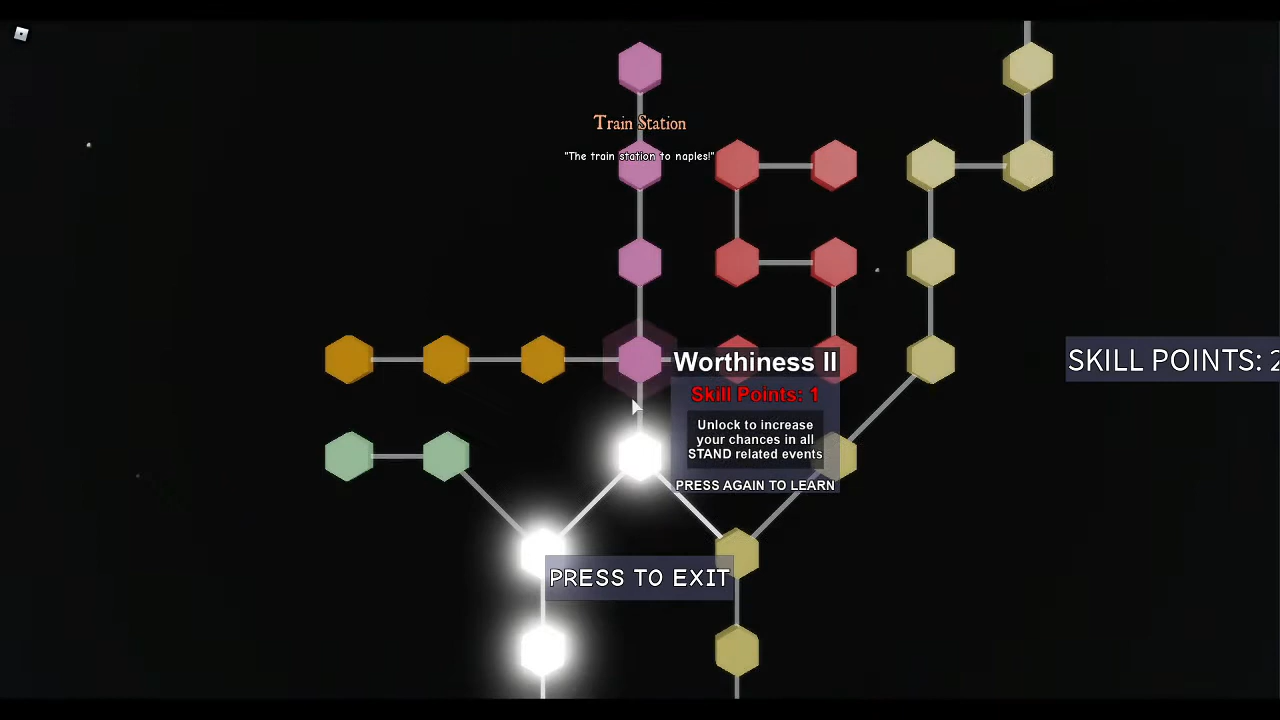 Train Station
"The train station to naples!"
Worthiness II
SKILL POINTS: 2
Skill Points: 1
Unlock to increase
your chances in all
STAND related events
PRESS AGAIN TO LEARN
PRESS TO EXIT